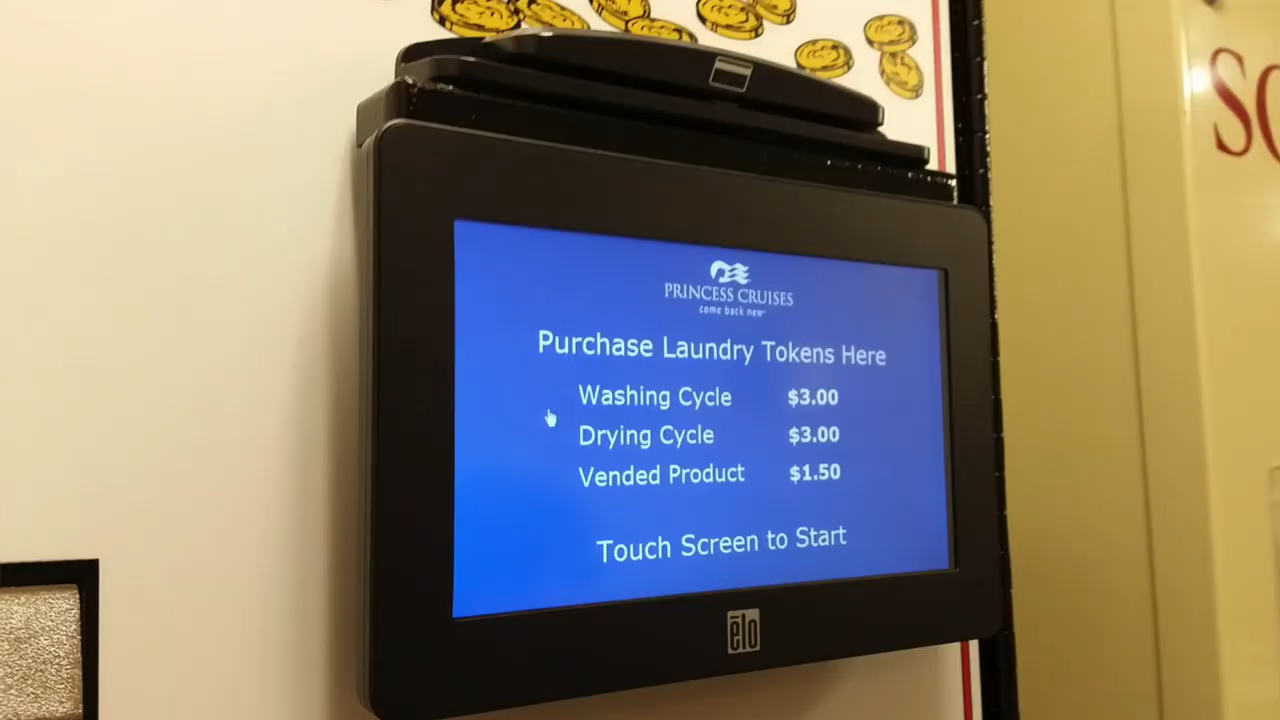 PRINCESS CRUISES
come back new℠
Purchase Laundry Tokens Here
Washing Cycle $3.00
Drying Cycle $3.00
Vended Product $1.50
Touch Screen to Start
elo